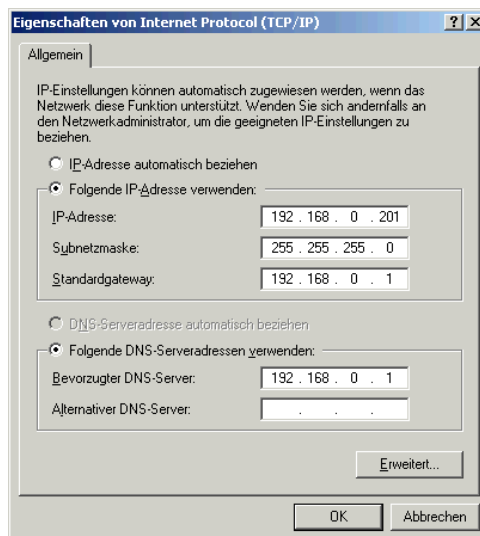 Eigenschaften von Internet Protocol (TCP/IP)
Allgemein
IP-Einstellungen können automatisch zugewiesen werden, wenn das
Netzwerk diese Funktion unterstützt. Wenden Sie sich andernfalls an
den Netzwerkadministrator, um die geeigneten IP-Einstellungen zu
beziehen.
IP-Adresse automatisch beziehen
Folgende IP-Adresse verwenden:
IP-Adresse: 192 . 168 . 0 . 201
Subnetzmaske: 255 . 255 . 255 . 0
Standardgateway: 192 . 168 . 0 . 1
DNS-Serveradresse automatisch beziehen
Folgende DNS-Serveradressen verwenden:
Bevorzugter DNS-Server: 192 . 168 . 0 . 1
Alternativer DNS-Server: . . .
Erweitert...
OK Abbrechen